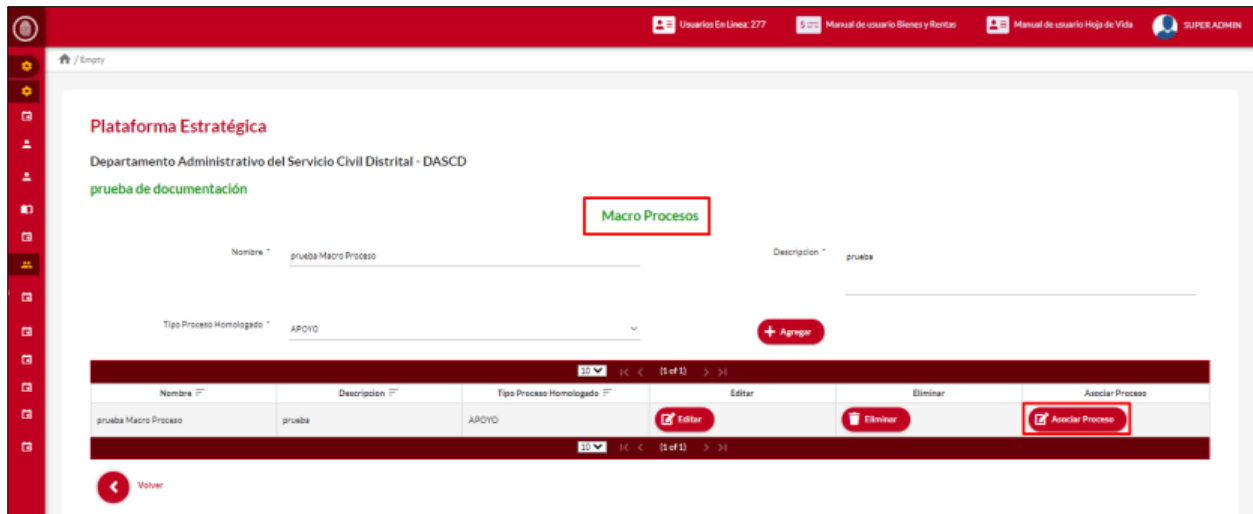 Usuarios En Linea: 277 Manual de usuario Bienes y Rentas Manual de usuario Hoja de Vida SUPER ADMIN
/ Empty
Plataforma Estratégica
Departamento Administrativo del Servicio Civil Distrital - DASCD
prueba de documentación
Macro Procesos
Nombre * prueba Macro Proceso Descripcion * prueba
Tipo Proceso Homologado * APOYO + Agregar
10 (1 of 1)
Nombre Descripcion Tipo Proceso Homologado Editar Eliminar Asociar Proceso
prueba Macro Proceso prueba APOYO Editar Eliminar Asociar Proceso
10 (1 of 1)
Volver